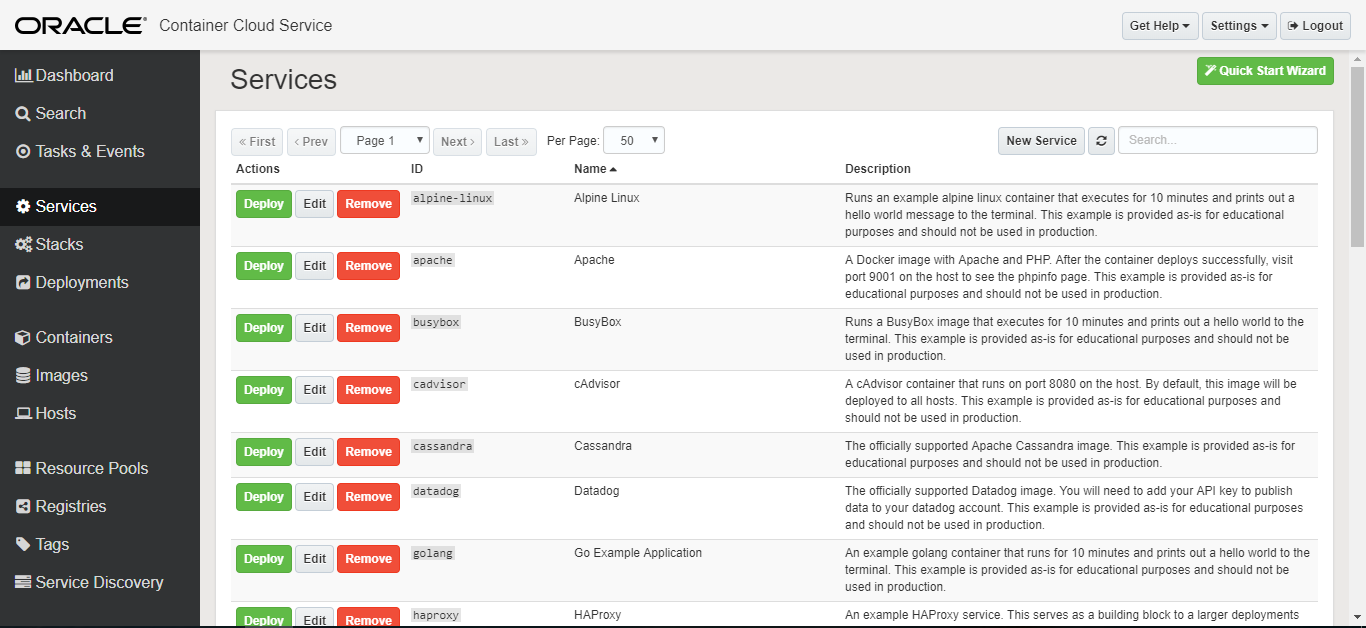 ORACLE® Container Cloud Service
Get Help
Settings
Logout
Dashboard
Search
Tasks & Events
Services
Stacks
Deployments
Containers
Images
Hosts
Resource Pools
Registries
Tags
Service Discovery
Services
Quick Start Wizard
« First
‹ Prev
Page 1
Next ›
Last »
Per Page:
50
New Service
Search...
Actions ID Name Description
Deploy Edit Remove alpine-linux Alpine Linux Runs an example alpine linux container that executes for 10 minutes and prints out a
hello world message to the terminal. This example is provided as-is for educational
purposes and should not be used in production.
Deploy Edit Remove apache Apache A Docker image with Apache and PHP. After the container deploys successfully, visit
port 9001 on the host to see the phpinfo page. This example is provided as-is for
educational purposes and should not be used in production.
Deploy Edit Remove busybox BusyBox Runs a BusyBox image that executes for 10 minutes and prints out a hello world to the
terminal. This example is provided as-is for educational purposes and should not be
used in production.
Deploy Edit Remove cadvisor cAdvisor A cAdvisor container that runs on port 8080 on the host. By default, this image will be
deployed to all hosts. This example is provided as-is for educational purposes and
should not be used in production.
Deploy Edit Remove cassandra Cassandra The officially supported Apache Cassandra image. This example is provided as-is for
educational purposes and should not be used in production.
Deploy Edit Remove datadog Datadog The officially supported Datadog image. You will need to add your API key to publish
data to your datadog account. This example is provided as-is for educational purposes
and should not be used in production.
Deploy Edit Remove golang Go Example Application An example golang container that runs for 10 minutes and prints out a hello world to the
terminal. This example is provided as-is for educational purposes and should not be
used in production.
Deploy Edit Remove haproxy HAProxy An example HAProxy service. This serves as a building block to a larger deployments